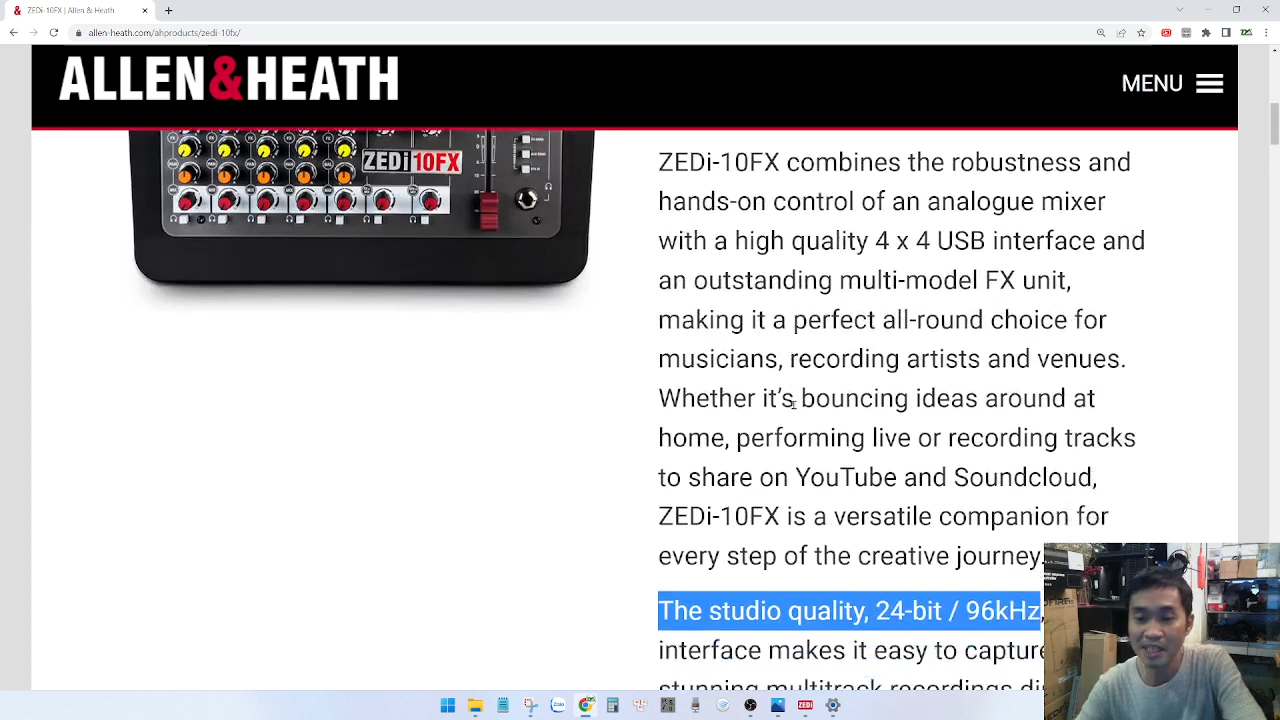 ZEDi-10FX | Allen & Heath
allen-heath.com/ahproducts/zedi-10fx/
ALLEN&HEATH
MENU
ZEDi10FX
ZEDi-10FX combines the robustness and
hands-on control of an analogue mixer
with a high quality 4 x 4 USB interface and
an outstanding multi-model FX unit,
making it a perfect all-round choice for
musicians, recording artists and venues.
Whether it's bouncing ideas around at
home, performing live or recording tracks
to share on YouTube and Soundcloud,
ZEDi-10FX is a versatile companion for
every step of the creative journey
The studio quality, 24-bit / 96kHz,
interface makes it easy to capture
stunning multitrack recordings
Zalo
ZEDI